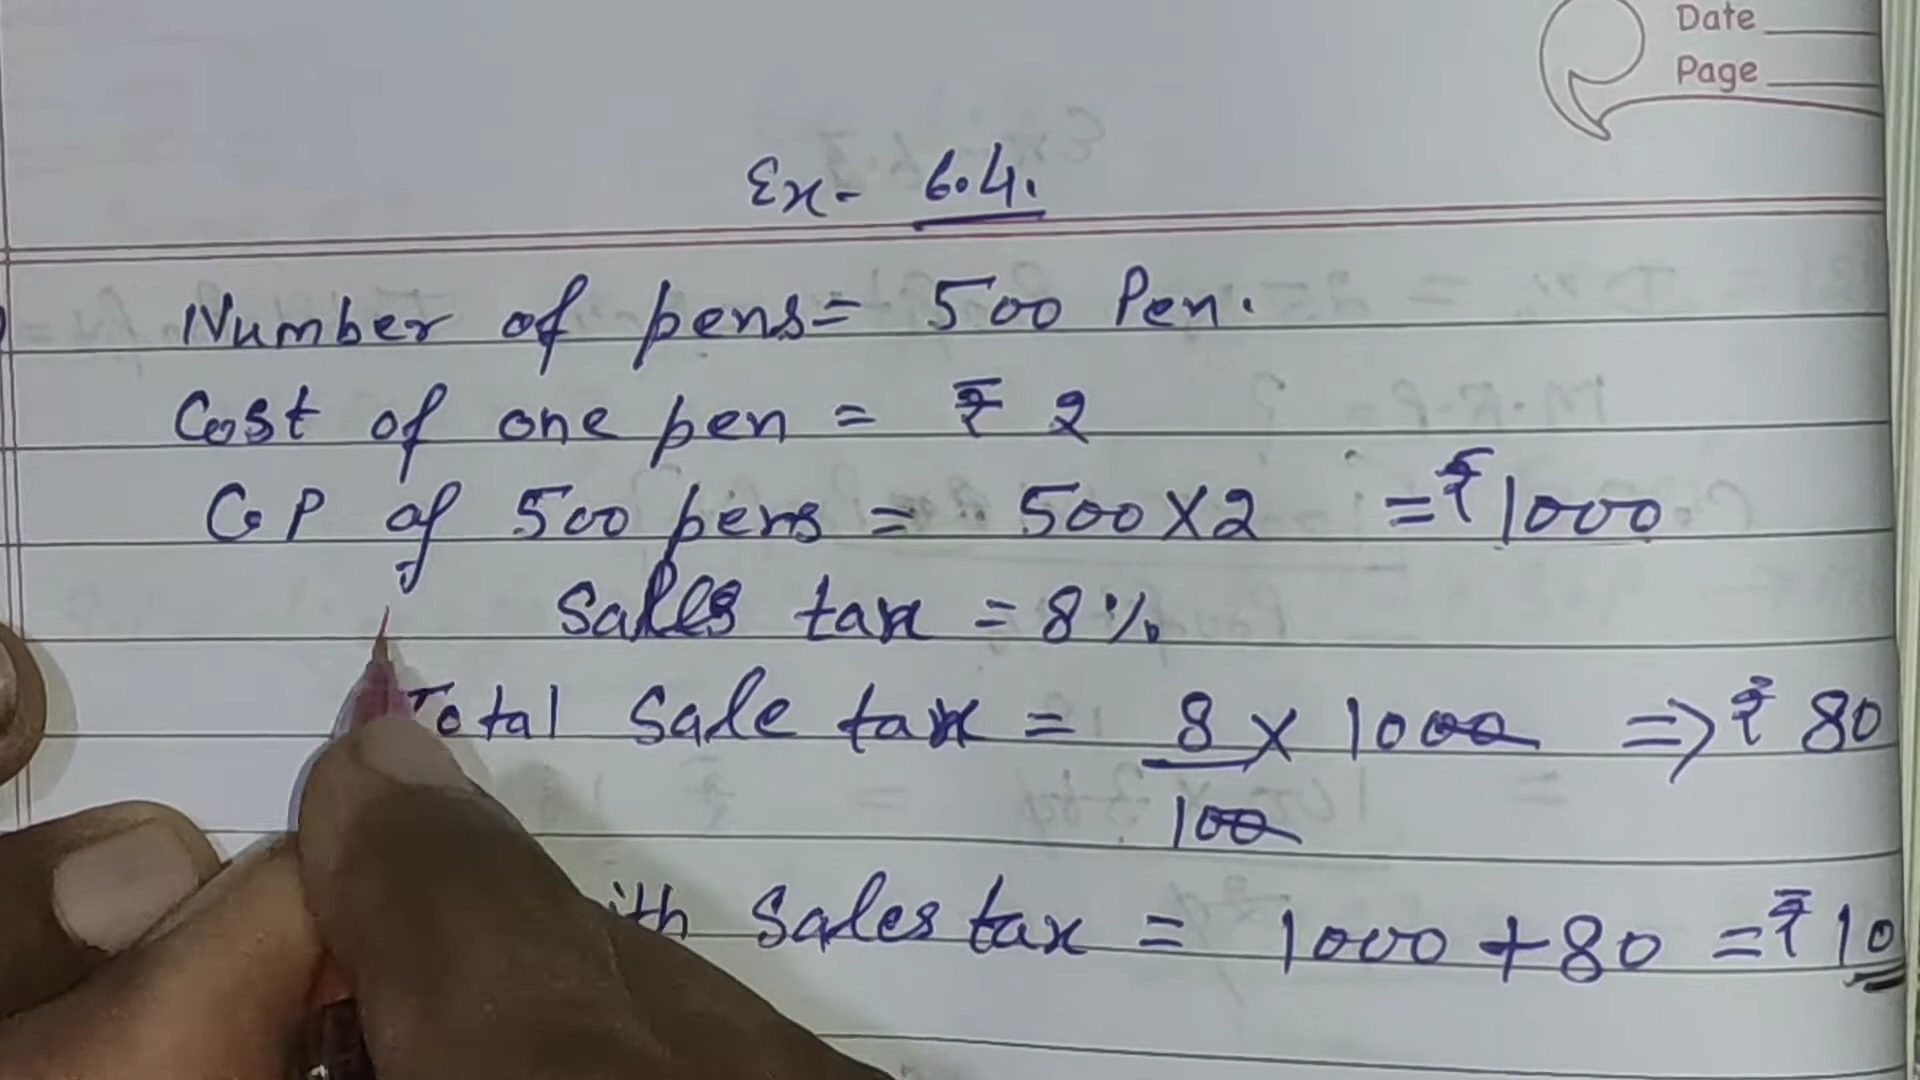 Date
Page
Ex- 6.4.
Number of pens = 500 Pen.
Cost of one pen = ₹ 2
C.P of 500 pens = 500 X 2 = ₹ 1000
Sales tax = 8%
Total Sale tax = 8/100 X 1000 => ₹ 80
Sales tax = 1000 + 80 = ₹ 10